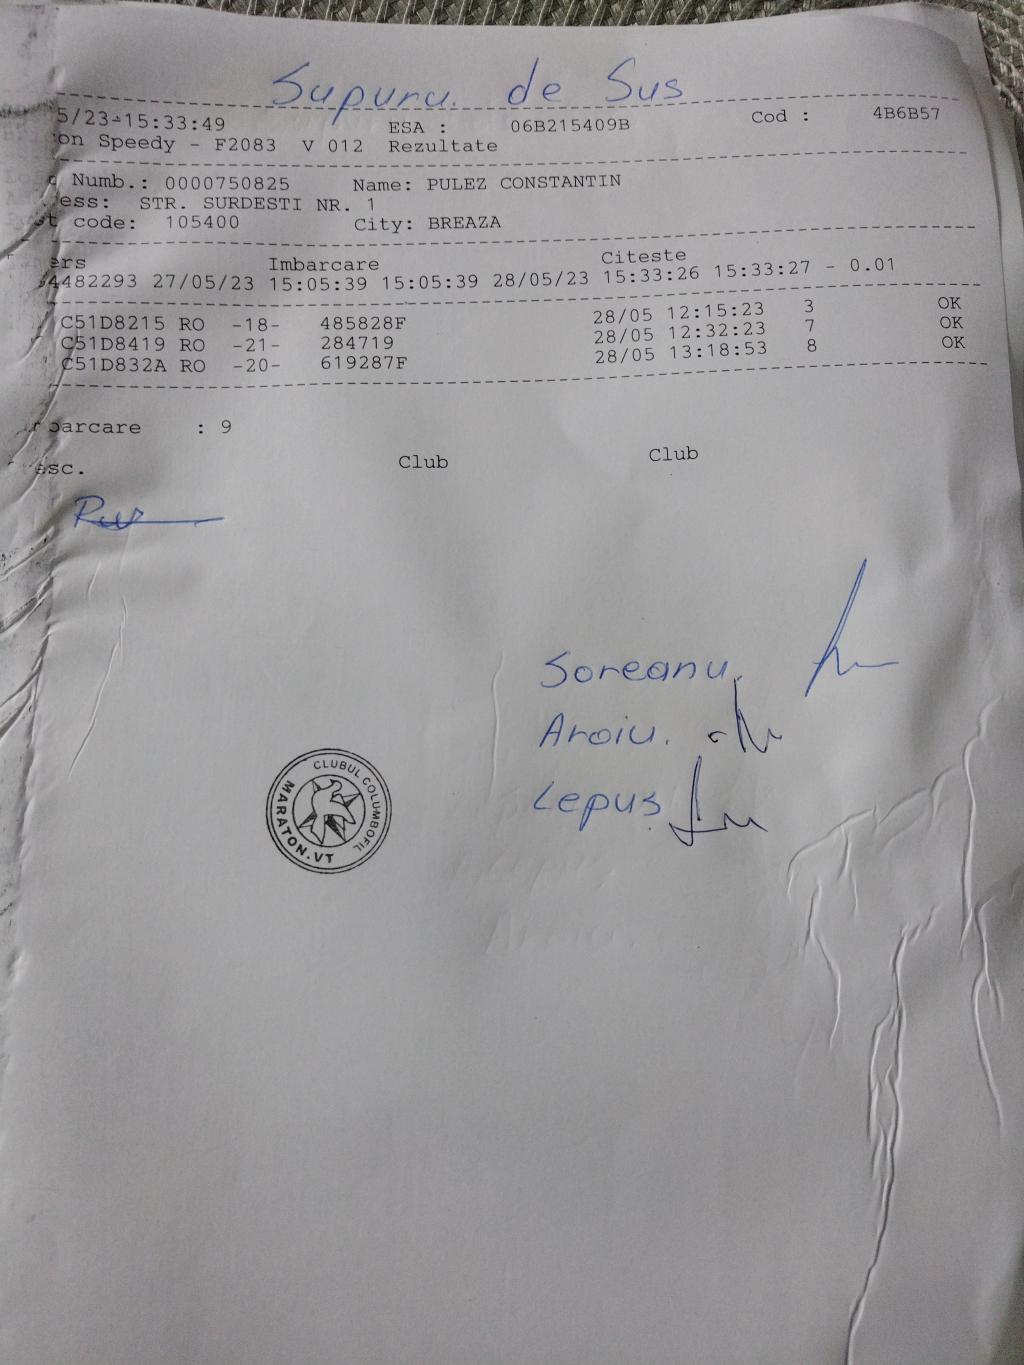 Supuru de Sus
5/23-15:33:49 ESA : 06B215409B Cod : 4B6B57
on Speedy - F2083 V 012 Rezultate
Numb.: 0000750825 Name: PULEZ CONSTANTIN
ess: STR. SURDESTI NR. 1
t code: 105400 City: BREAZA
ers Imbarcare Citeste
4482293 27/05/23 15:05:39 15:05:39 28/05/23 15:33:26 15:33:27 - 0.01
C51D8215 RO -18- 485828F 28/05 12:15:23 3 OK
C51D8419 RO -21- 284719 28/05 12:32:23 7 OK
C51D832A RO -20- 619287F 28/05 13:18:53 8 OK
barcare : 9
esc. Club Club
Soreanu.
Aroiu.
Lepus
CLUBUL COLUMBOFIL
MARATON.VT